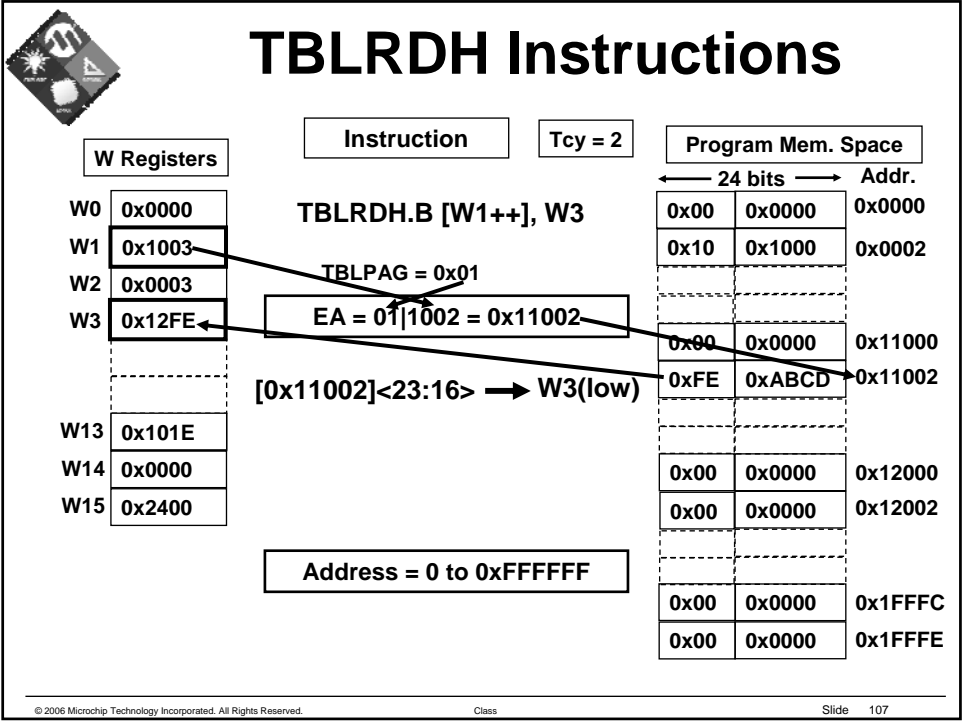 TBLRDH Instructions
Instruction
Tcy = 2
W Registers
Program Mem. Space
24 bits
Addr.
W0 0x0000
TBLRDH.B [W1++], W3
0x00 0x0000 0x0000
W1 0x1003
0x10 0x1000 0x0002
TBLPAG = 0x01
W2 0x0003
W3 0x12FE
EA = 01|1002 = 0x11002
0x00 0x0000 0x11000
[0x11002]<23:16> → W3(low)
0xFE 0xABCD 0x11002
W13 0x101E
W14 0x0000
0x00 0x0000 0x12000
W15 0x2400
0x00 0x0000 0x12002
Address = 0 to 0xFFFFFF
0x00 0x0000 0x1FFFC
0x00 0x0000 0x1FFFE
© 2006 Microchip Technology Incorporated. All Rights Reserved. Class Slide 107